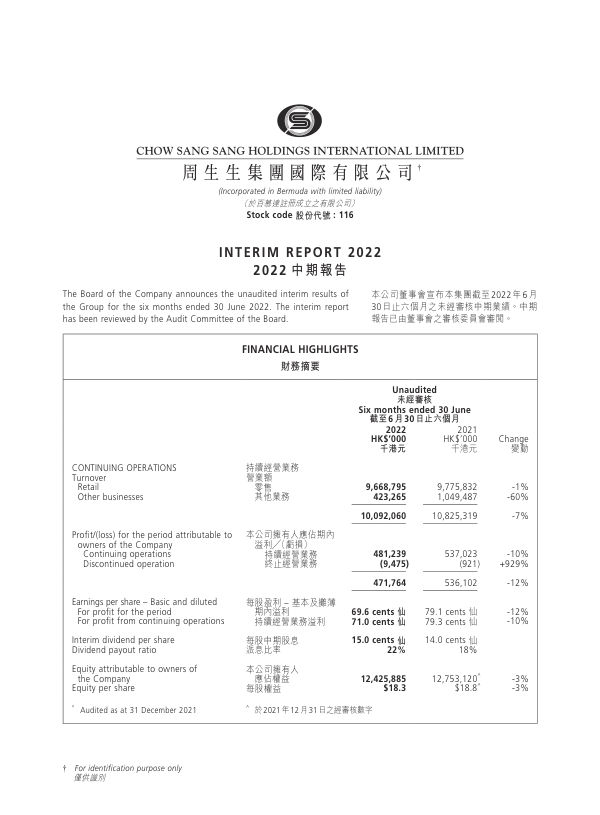 CHOW SANG SANG HOLDINGS INTERNATIONAL LIMITED
周生生集團國際有限公司†
(Incorporated in Bermuda with limited liability)
（於百慕達註冊成立之有限公司）
Stock code 股份代號：116
INTERIM REPORT 2022
2022 中期報告
The Board of the Company announces the unaudited interim results of
the Group for the six months ended 30 June 2022. The interim report
has been reviewed by the Audit Committee of the Board.
本公司董事會宣布本集團截至2022年6月
30日止六個月之未經審核中期業績。中期
報告已由董事會之審核委員會審閱。
FINANCIAL HIGHLIGHTS
財務摘要
Unaudited
未經審核
Six months ended 30 June
截至6月30日止六個月
2022 2021
HK$'000 HK$'000 Change
千港元 千港元 變動
CONTINUING OPERATIONS 持續經營業務
Turnover 營業額
Retail 零售 9,668,795 9,775,832 -1%
Other businesses 其他業務 423,265 1,049,487 -60%
10,092,060 10,825,319 -7%
Profit/(loss) for the period attributable to 本公司擁有人應佔期內
owners of the Company 溢利／（虧損）
Continuing operations 持續經營業務 481,239 537,023 -10%
Discontinued operation 終止經營業務 (9,475) (921) +929%
471,764 536,102 -12%
Earnings per share – Basic and diluted 每股盈利 – 基本及攤薄
For profit for the period 期內溢利 69.6 cents 仙 79.1 cents 仙 -12%
For profit from continuing operations 持續經營業務溢利 71.0 cents 仙 79.3 cents 仙 -10%
Interim dividend per share 每股中期股息 15.0 cents 仙 14.0 cents 仙
Dividend payout ratio 派息比率 22% 18%
Equity attributable to owners of 本公司擁有人
the Company 應佔權益 12,425,885 12,753,120^ -3%
Equity per share 每股權益 $18.3 $18.8^ -3%
^ Audited as at 31 December 2021 ^ 於2021年12月31日之經審核數字
† For identification purpose only
僅供識別